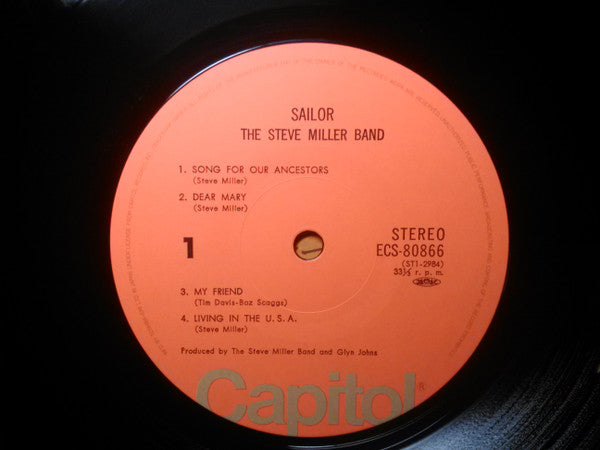 SAILOR
THE STEVE MILLER BAND
1. SONG FOR OUR ANCESTORS
(Steve Miller)
2. DEAR MARY
(Steve Miller)
1
STEREO
ECS-80866
(ST1-2984)
33⅓ r. p. m.
3. MY FRIEND
(Tim Davis-Boz Scaggs)
4. LIVING IN THE U. S. A.
(Steve Miller)
Produced by The Steve Miller Band and Glyn Johns
Capitol®